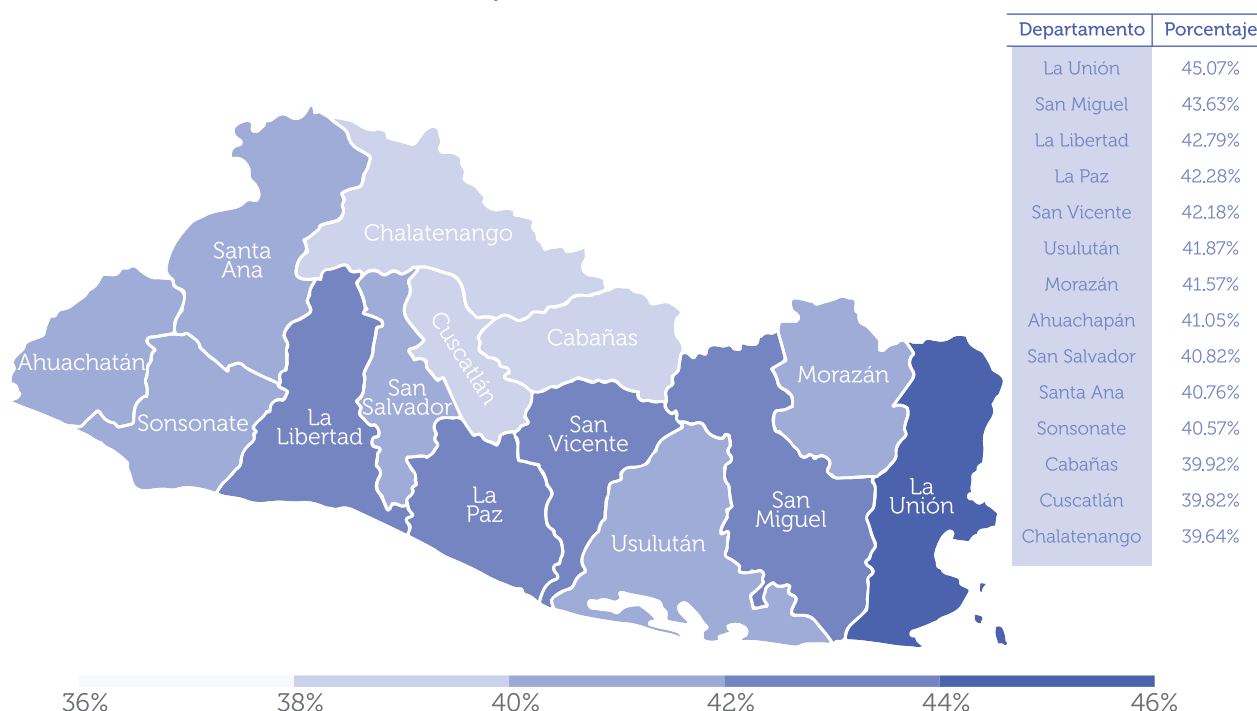 Departamento Porcentaje
La Unión 45.07%
San Miguel 43.63%
La Libertad 42.79%
La Paz 42.28%
San Vicente 42.18%
Usulután 41.87%
Morazán 41.57%
Ahuachapán 41.05%
San Salvador 40.82%
Santa Ana 40.76%
Sonsonate 40.57%
Cabañas 39.92%
Cuscatlán 39.82%
Chalatenango 39.64%
Chalatenango
Santa
Ana
Cuscatlán
Cabañas
Ahuachatán
Morazán
San
Salvador
Sonsonate
La
Libertad
San
Vicente
La
Paz
San
Miguel
La
Unión
Usulután
36% 38% 40% 42% 44% 46%